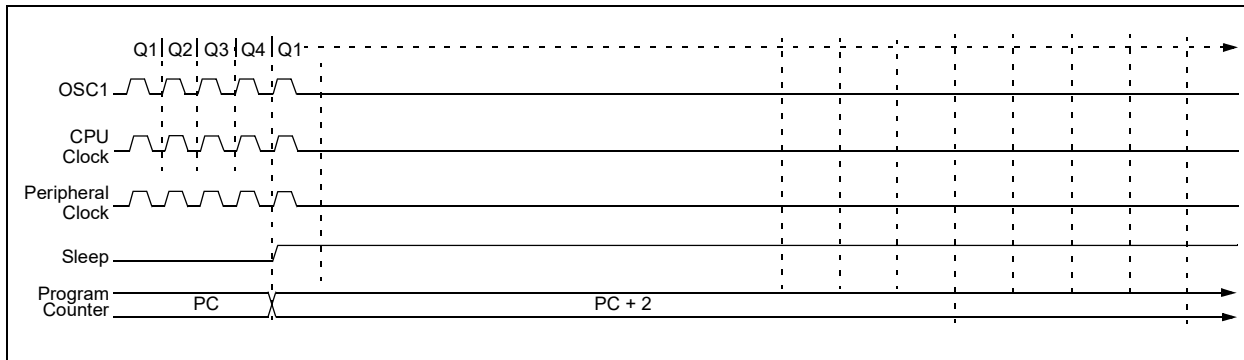 Q1 Q2 Q3 Q4 Q1
OSC1
CPU
Clock
Peripheral
Clock
Sleep
Program
Counter
PC
PC + 2